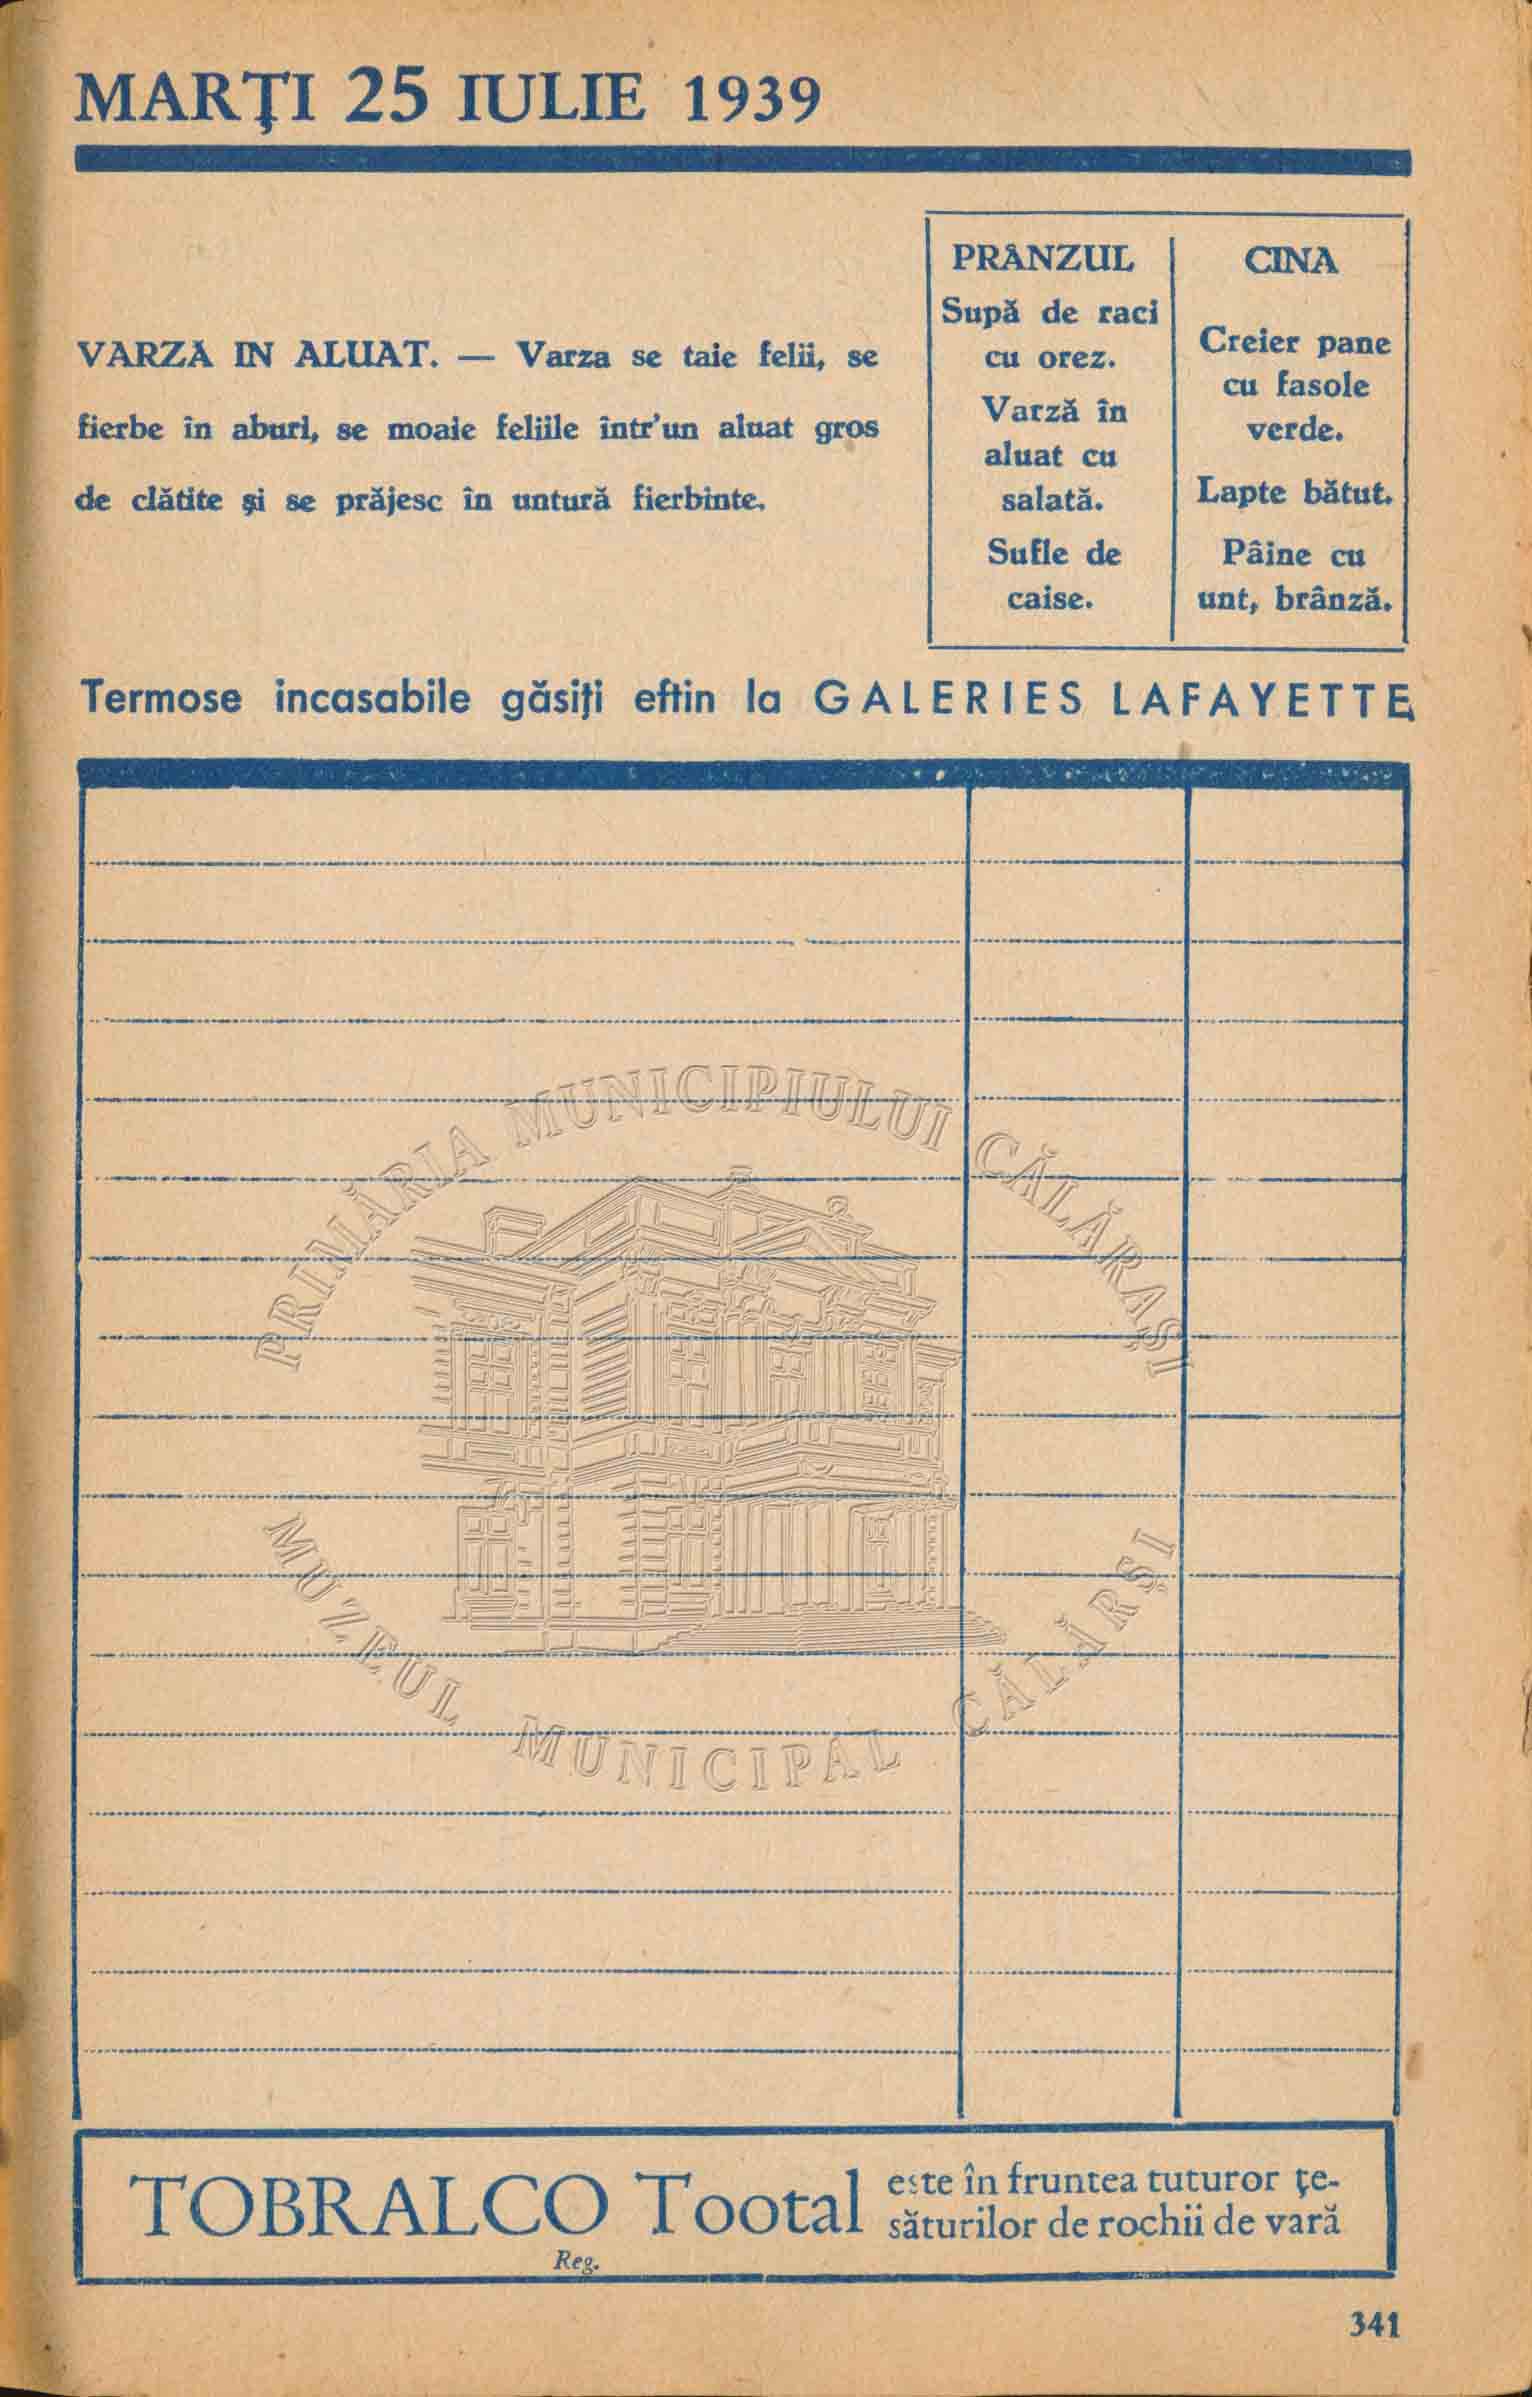 MARŢI 25 IULIE 1939
VARZA IN ALUAT. — Varza se taie felii, se
fierbe în aburi, se moaie feliile într'un aluat gros
de clătite şi se prăjesc în untură fierbinte.
PRÂNZUL
Supă de raci
cu orez.
Varză în
aluat cu
salată.
Sufle de
caise.
CINA
Creier pane
cu fasole
verde.
Lapte bătut.
Pâine cu
unt, brânză.
Termose incasabile găsiţi eftin la GALERIES LAFAYETTE
PRIMĂRIA MUNICIPIULUI CĂLĂRAȘI
MUZEUL MUNICIPAL CĂLĂRȘI
TOBRALCO Tootal
Reg.
este în fruntea tuturor ţe-
săturilor de rochii de vară
341